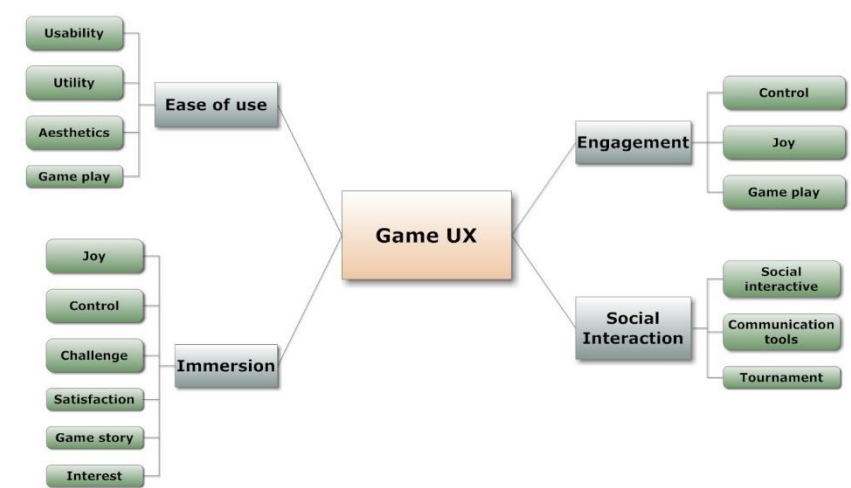 Usability
Utility
Aesthetics
Game play
Ease of use
Joy
Control
Challenge
Satisfaction
Game story
Interest
Immersion
Game UX
Engagement
Control
Joy
Game play
Social
Interaction
Social
interactive
Communication
tools
Tournament